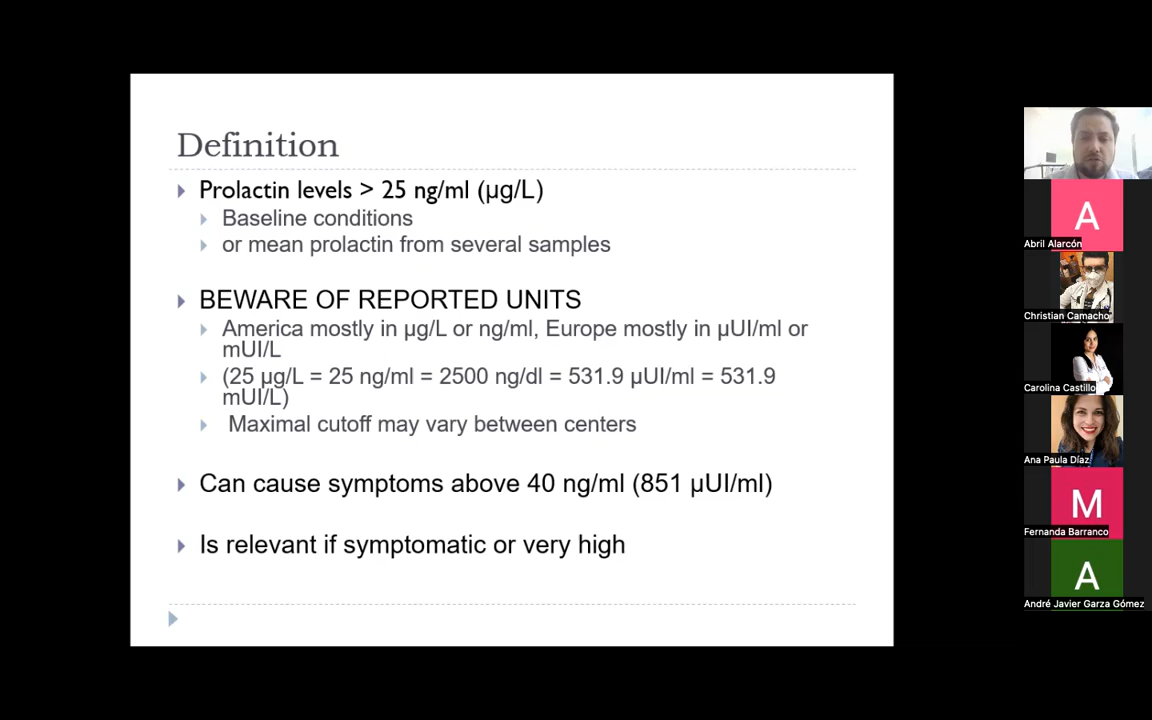 Definition
Prolactin levels > 25 ng/ml (µg/L)
Baseline conditions
or mean prolactin from several samples
BEWARE OF REPORTED UNITS
America mostly in µg/L or ng/ml, Europe mostly in µUI/ml or
mUI/L
(25 µg/L = 25 ng/ml = 2500 ng/dl = 531.9 µUI/ml = 531.9
mUI/L)
Maximal cutoff may vary between centers
Can cause symptoms above 40 ng/ml (851 µUI/ml)
Is relevant if symptomatic or very high
A
Abril Alarcón
Christian Camacho
Carolina Castillo
Ana Paula Díaz
M
Fernanda Barranco
A
André Javier Garza Gómez